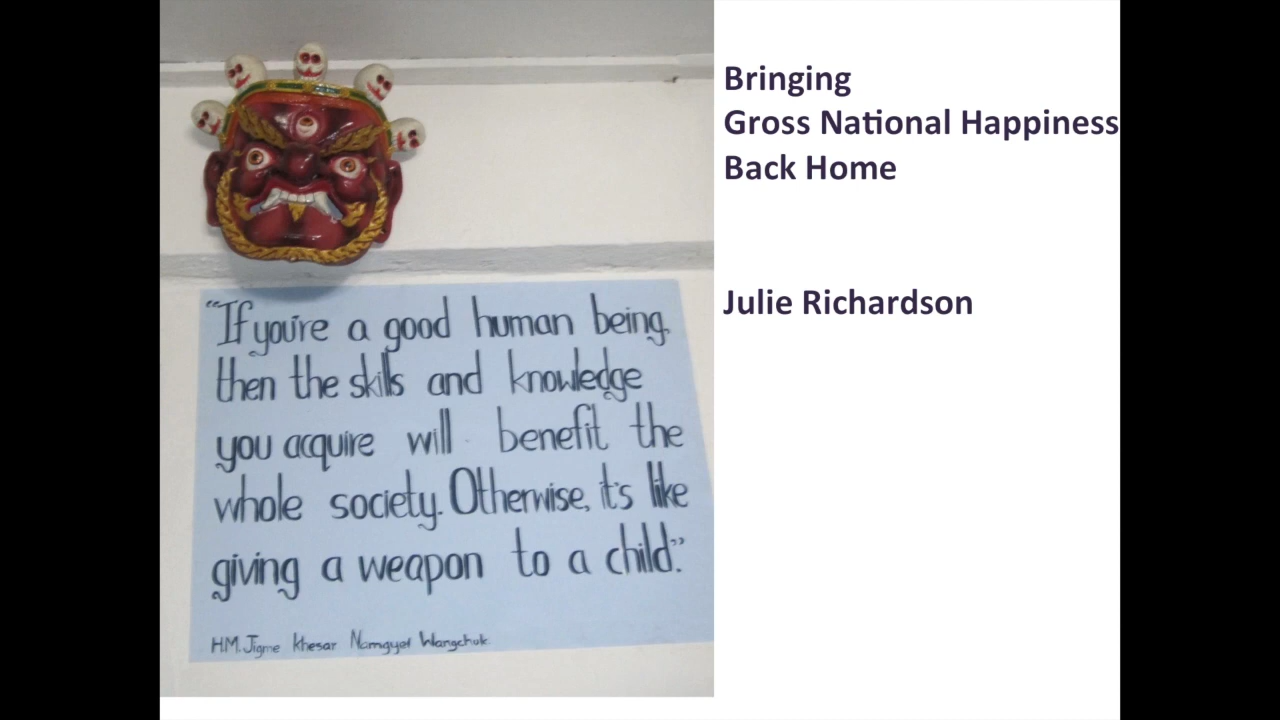 Bringing
Gross National Happiness
Back Home
Julie Richardson
"If you're a good human being,
then the skills and knowledge
you acquire will benefit the
whole society. Otherwise, it's like
giving a weapon to a child."
H.M. Jigme Khesar Namgyel Wangchuk